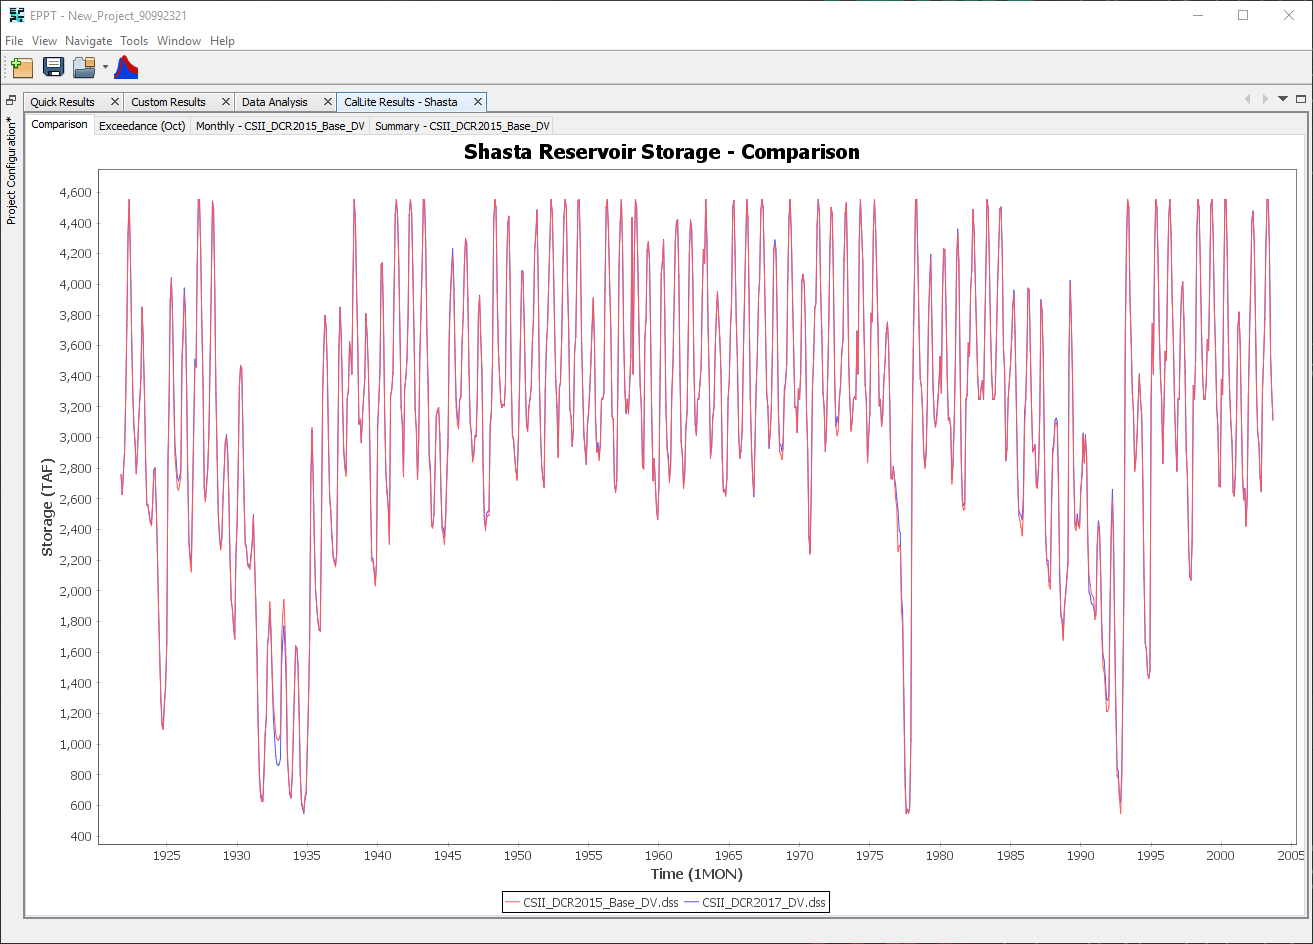 EPPT - New_Project_90992321
File View Navigate Tools Window Help
Quick Results Custom Results Data Analysis CalLite Results - Shasta
Project Configuration*
Comparison Exceedance (Oct) Monthly - CSII_DCR2015_Base_DV Summary - CSII_DCR2015_Base_DV
Shasta Reservoir Storage - Comparison
Storage (TAF)
4,600
4,400
4,200
4,000
3,800
3,600
3,400
3,200
3,000
2,800
2,600
2,400
2,200
2,000
1,800
1,600
1,400
1,200
1,000
800
600
400
1925 1930 1935 1940 1945 1950 1955 1960 1965 1970 1975 1980 1985 1990 1995 2000 2005
Time (1MON)
CSII_DCR2015_Base_DV.dss CSII_DCR2017_DV.dss